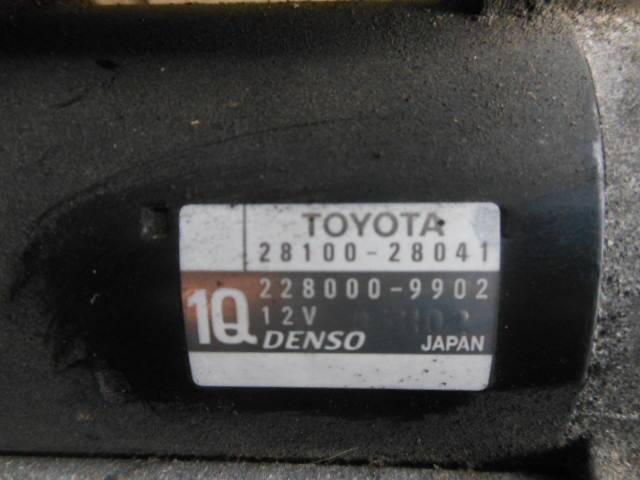 TOYOTA
28100-28041
228000-9902
1Q
12V
DENSO
JAPAN